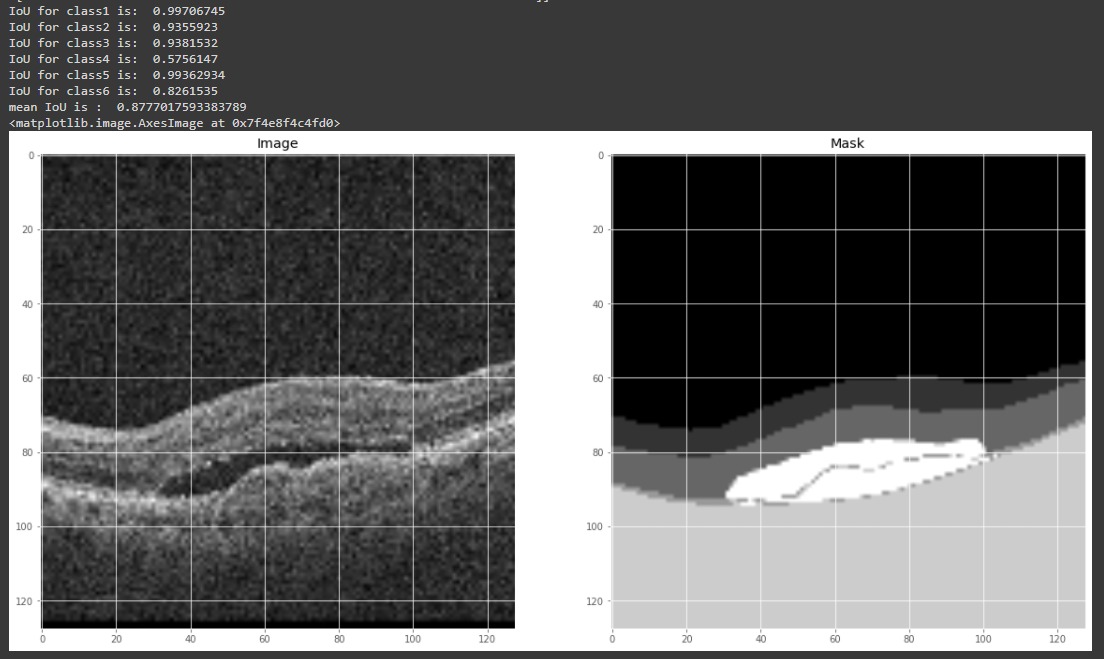 IoU for class1 is:  0.99706745
IoU for class2 is:  0.9355923
IoU for class3 is:  0.9381532
IoU for class4 is:  0.5756147
IoU for class5 is:  0.99362934
IoU for class6 is:  0.8261535
mean IoU is :  0.8777017593383789
<matplotlib.image.AxesImage at 0x7f4e8f4c4fd0>
Image
0
20
40
60
80
100
120
0 20 40 60 80 100 120
Mask
0
20
40
60
80
100
120
0 20 40 60 80 100 120